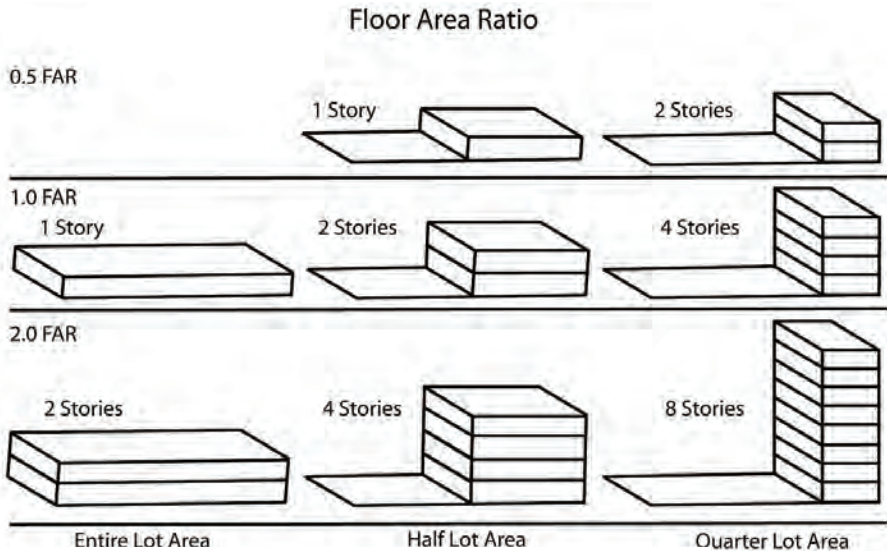 Floor Area Ratio
0.5 FAR
1 Story
2 Stories
1.0 FAR
1 Story
2 Stories
4 Stories
2.0 FAR
2 Stories
4 Stories
8 Stories
Entire Lot Area
Half Lot Area
Quarter Lot Area